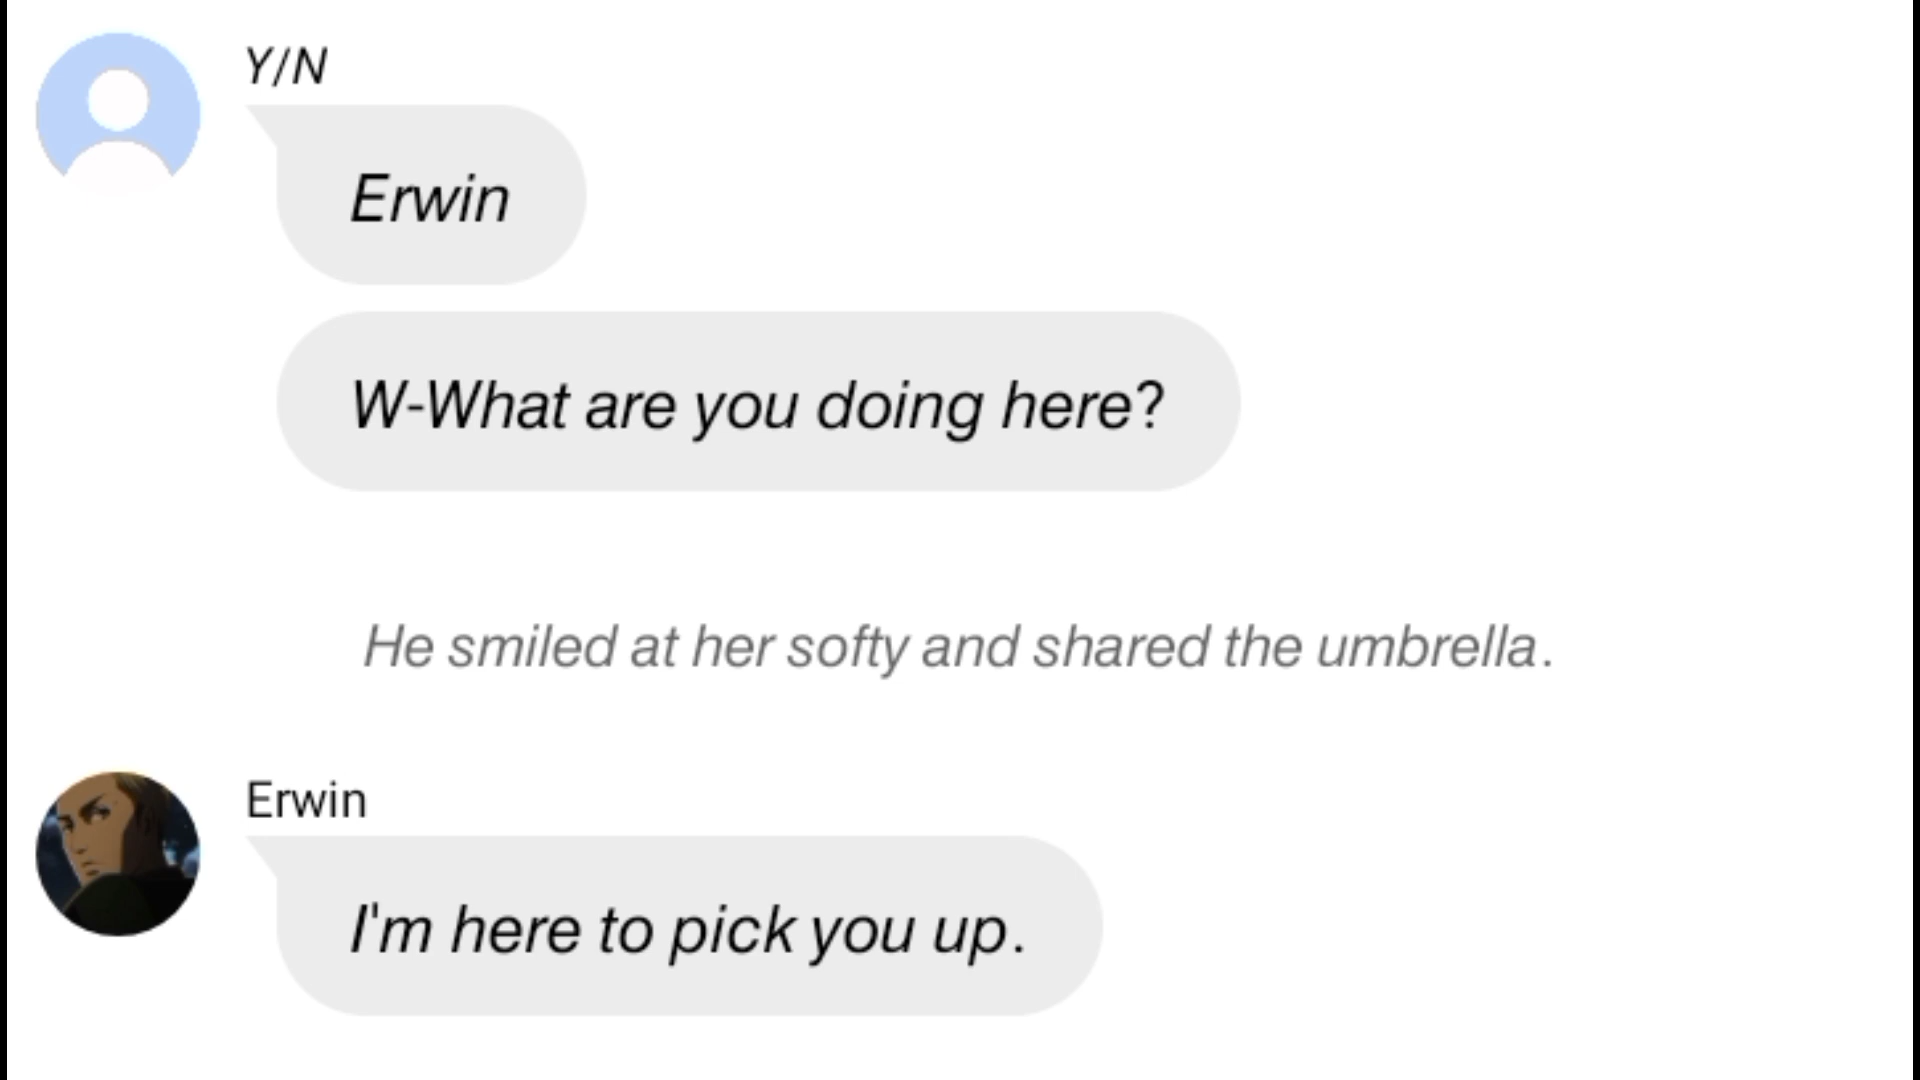 Y/N
Erwin
W-What are you doing here?
He smiled at her softy and shared the umbrella.
Erwin
I'm here to pick you up.